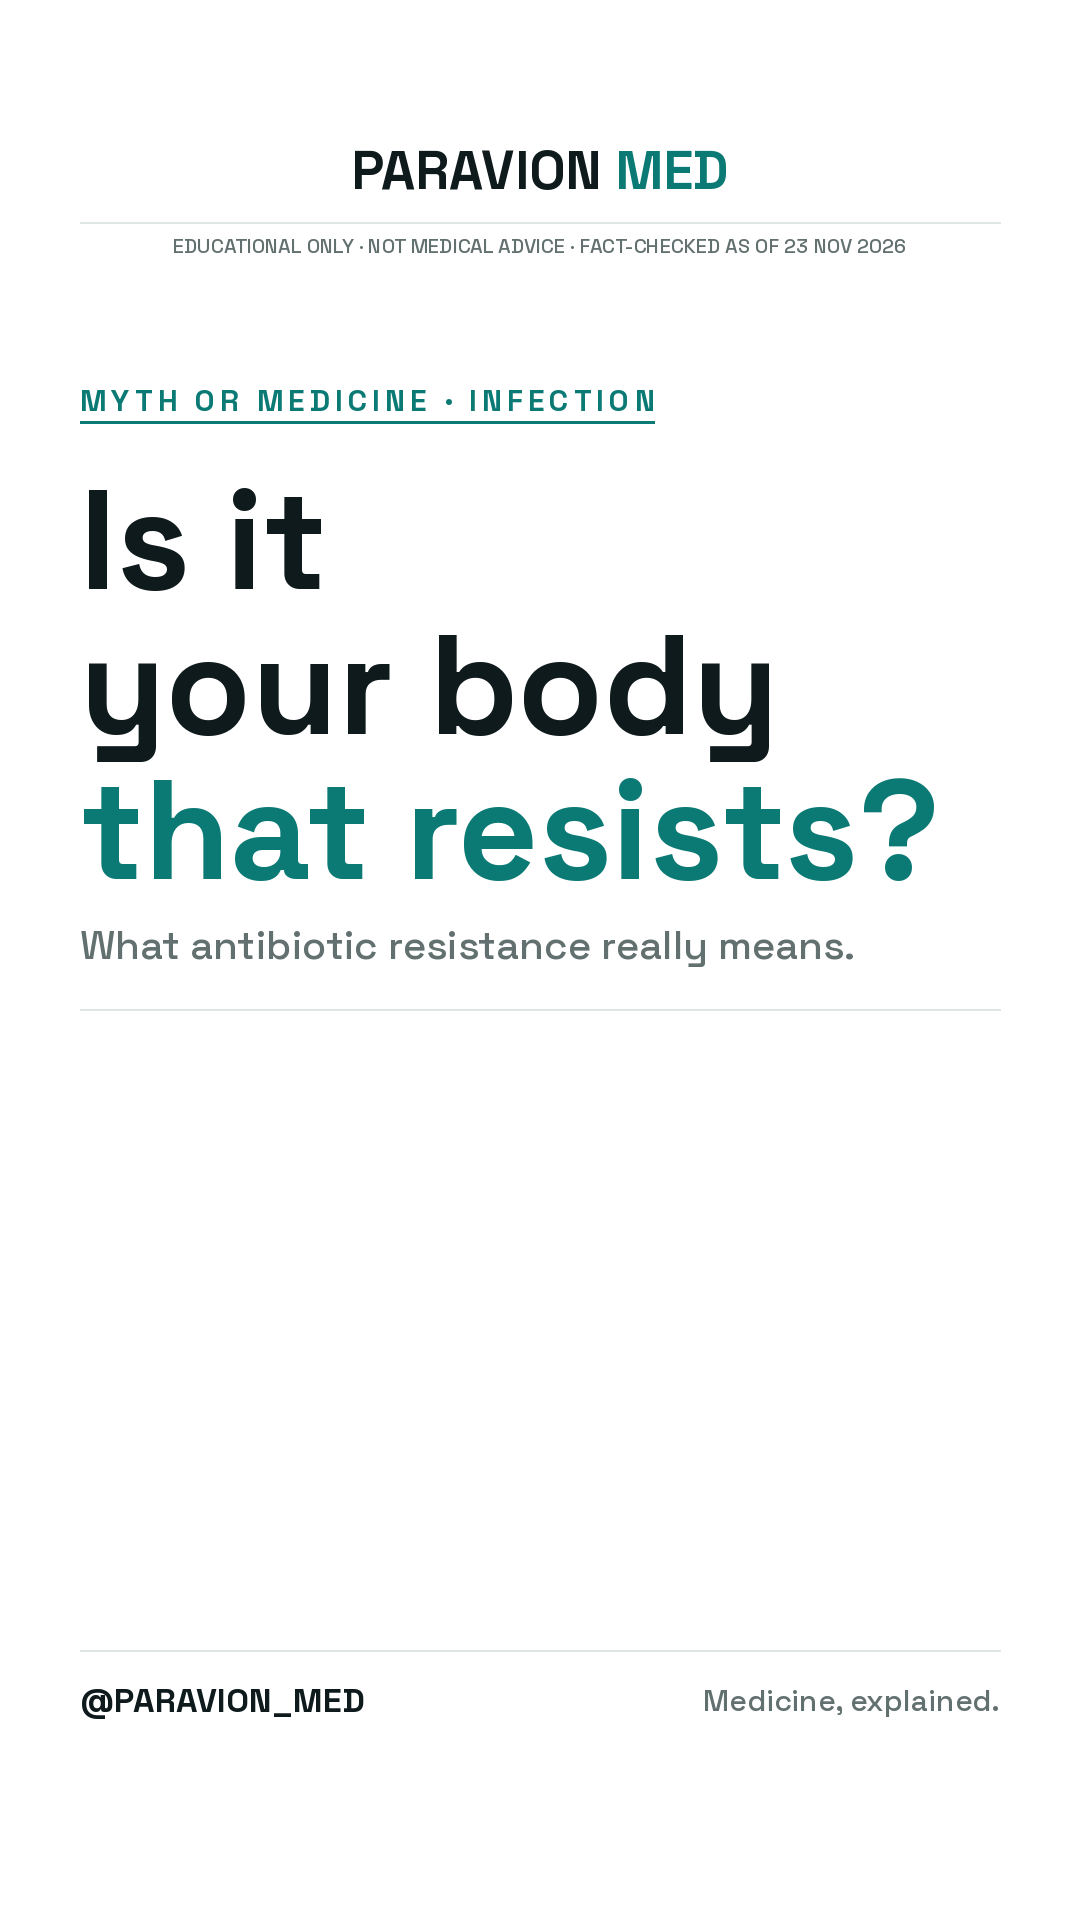 PARAVION MED
EDUCATIONAL ONLY · NOT MEDICAL ADVICE · FACT-CHECKED AS OF 23 NOV 2026
MYTH OR MEDICINE · INFECTION
Is it
your body
that resists?
What antibiotic resistance really means.
@PARAVION_MED
Medicine, explained.